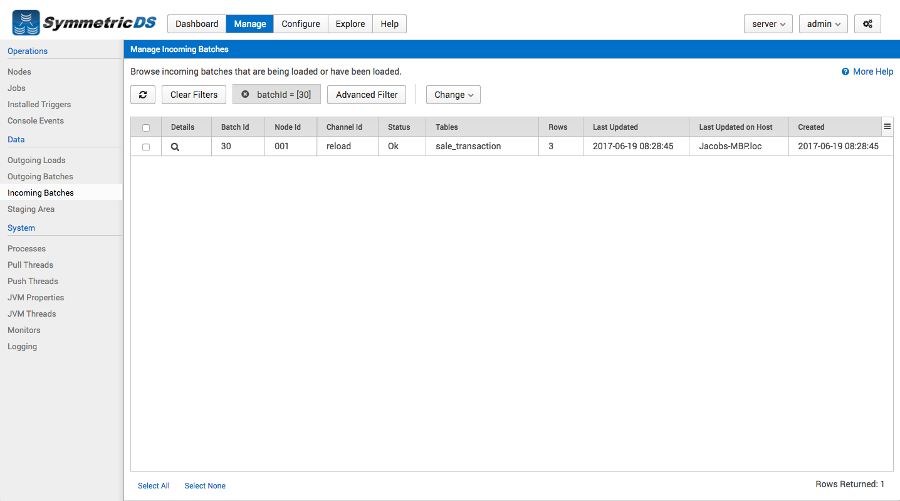 SymmetricDS Dashboard Manage Configure Explore Help server admin
Operations
Nodes
Jobs
Installed Triggers
Console Events
Data
Outgoing Loads
Outgoing Batches
Incoming Batches
Staging Area
System
Processes
Pull Threads
Push Threads
JVM Properties
JVM Threads
Monitors
Logging
Manage Incoming Batches
Browse incoming batches that are being loaded or have been loaded. More Help
Clear Filters batchId = [30] Advanced Filter Change
Details Batch Id Node Id Channel Id Status Tables Rows Last Updated Last Updated on Host Created
30 001 reload Ok sale_transaction 3 2017-06-19 08:28:45 Jacobs-MBP.loc 2017-06-19 08:28:45
Select All Select None Rows Returned: 1